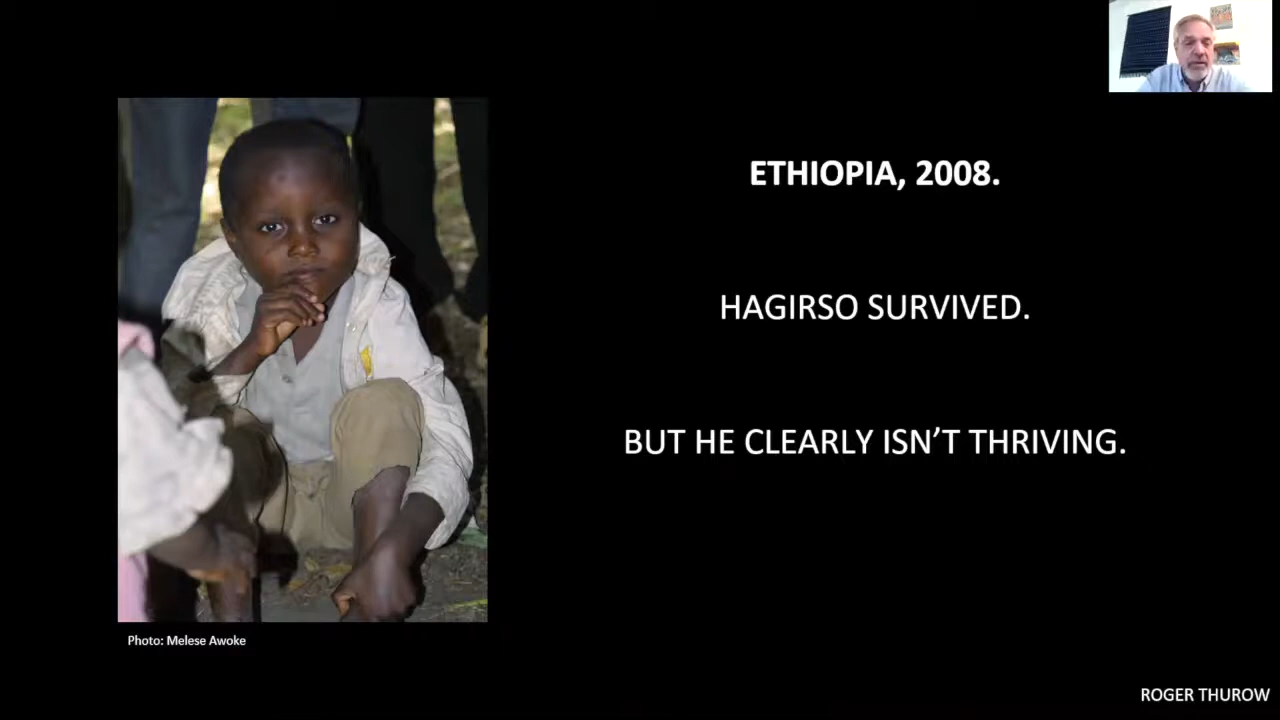 ETHIOPIA, 2008.
HAGIRSO SURVIVED.
BUT HE CLEARLY ISN’T THRIVING.
Photo: Melese Awoke
ROGER THUROW